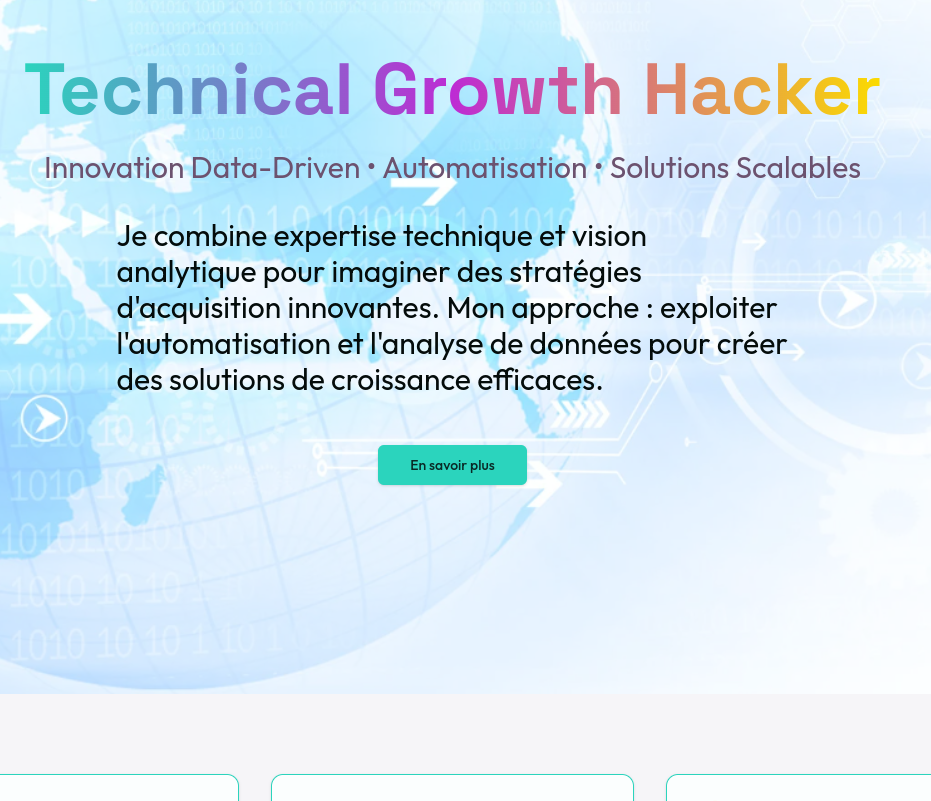 Technical Growth Hacker
Innovation Data-Driven • Automatisation • Solutions Scalables
Je combine expertise technique et vision
analytique pour imaginer des stratégies
d'acquisition innovantes. Mon approche : exploiter
l'automatisation et l'analyse de données pour créer
des solutions de croissance efficaces.
En savoir plus